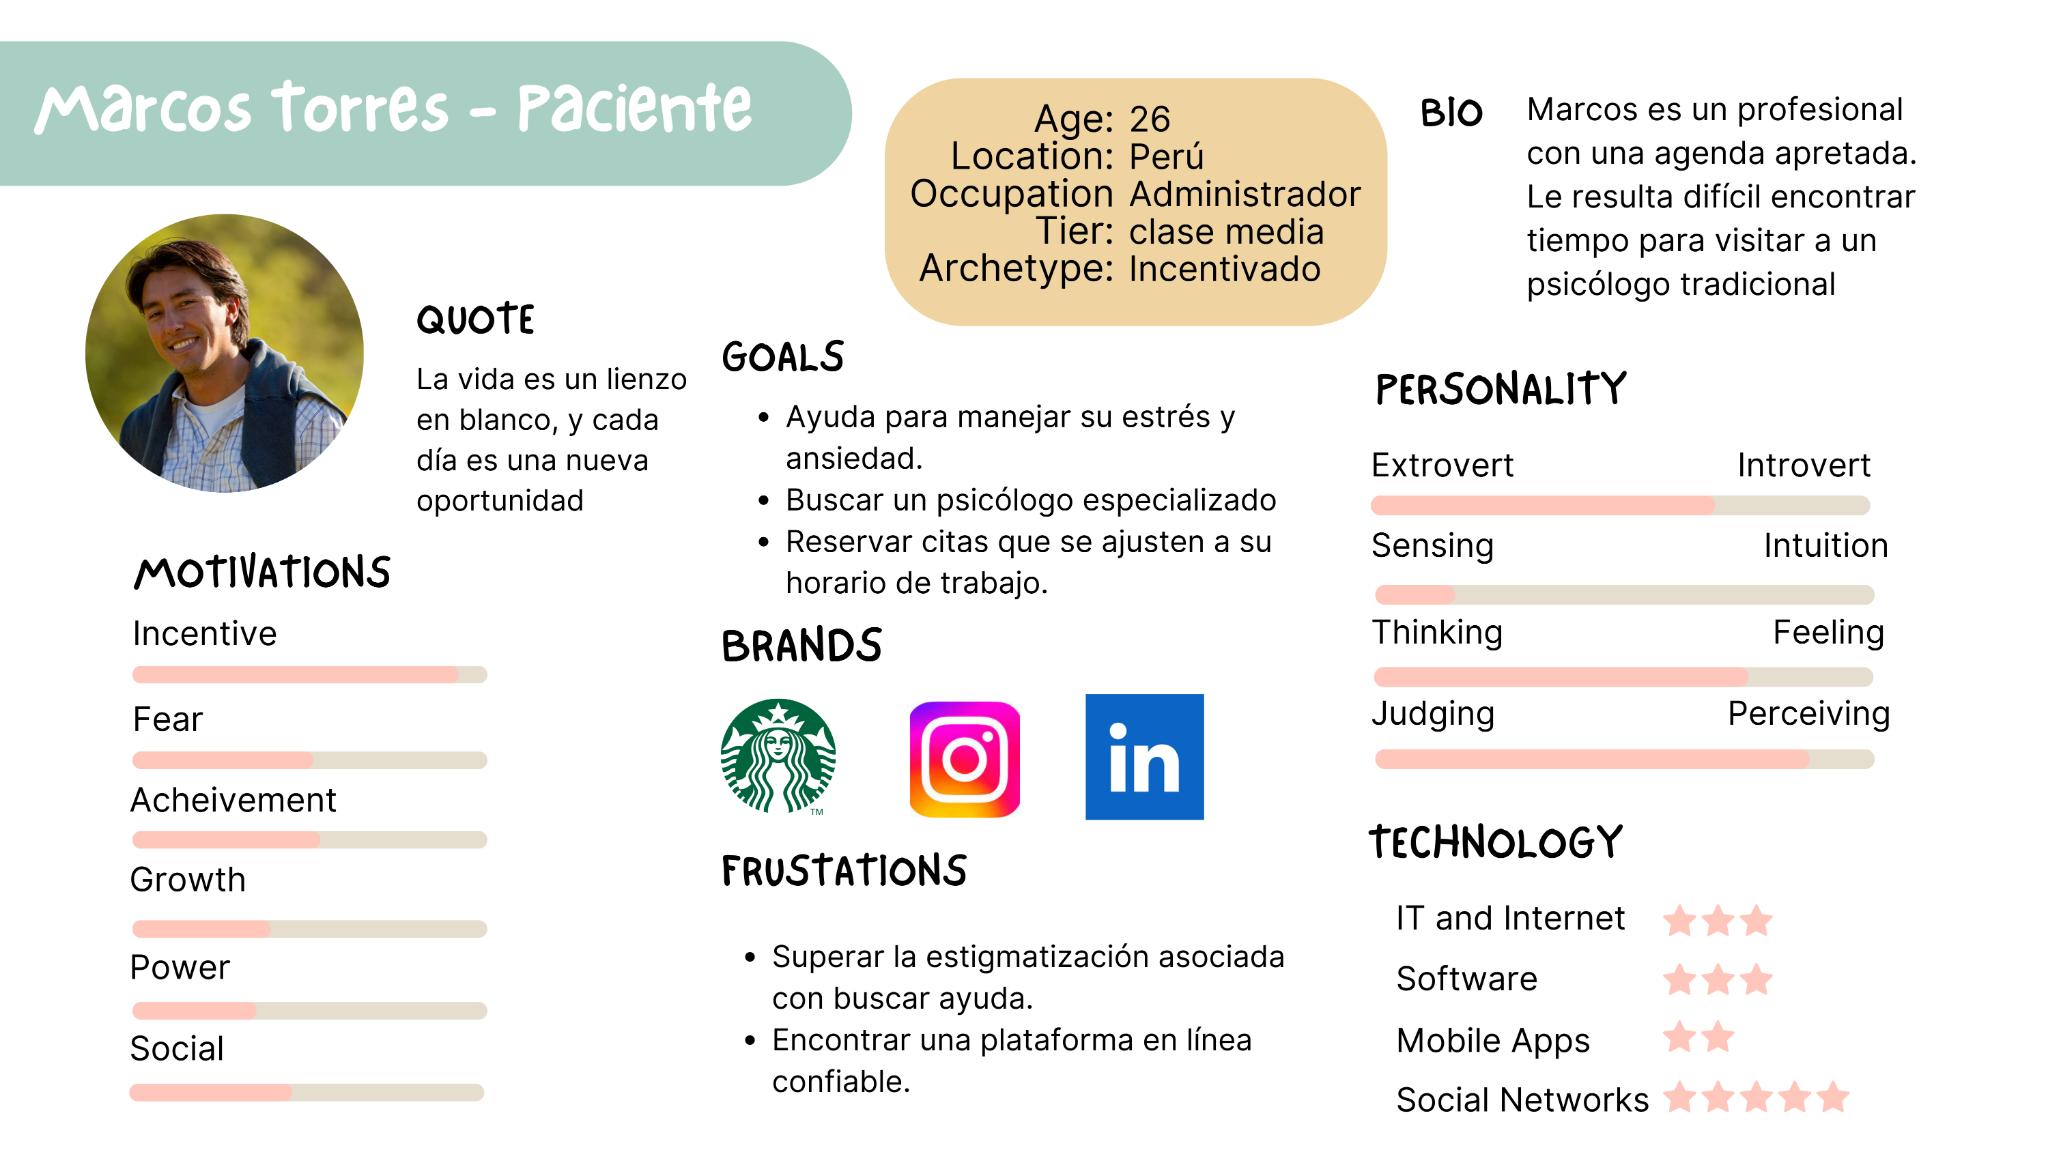 Marcos Torres - Paciente
Age: 26
Location: Perú
Occupation Administrador
Tier: clase media
Archetype: Incentivado
BIO
Marcos es un profesional
con una agenda apretada.
Le resulta difícil encontrar
tiempo para visitar a un
psicólogo tradicional
QUOTE
La vida es un lienzo
en blanco, y cada
día es una nueva
oportunidad
MOTIVATIONS
Incentive
Fear
Acheivement
Growth
Power
Social
GOALS
• Ayuda para manejar su estrés y
ansiedad.
• Buscar un psicólogo especializado
• Reservar citas que se ajusten a su
horario de trabajo.
BRANDS
TM
in
FRUSTATIONS
• Superar la estigmatización asociada
con buscar ayuda.
• Encontrar una plataforma en línea
confiable.
PERSONALITY
Extrovert Introvert
Sensing Intuition
Thinking Feeling
Judging Perceiving
TECHNOLOGY
IT and Internet
Software
Mobile Apps
Social Networks